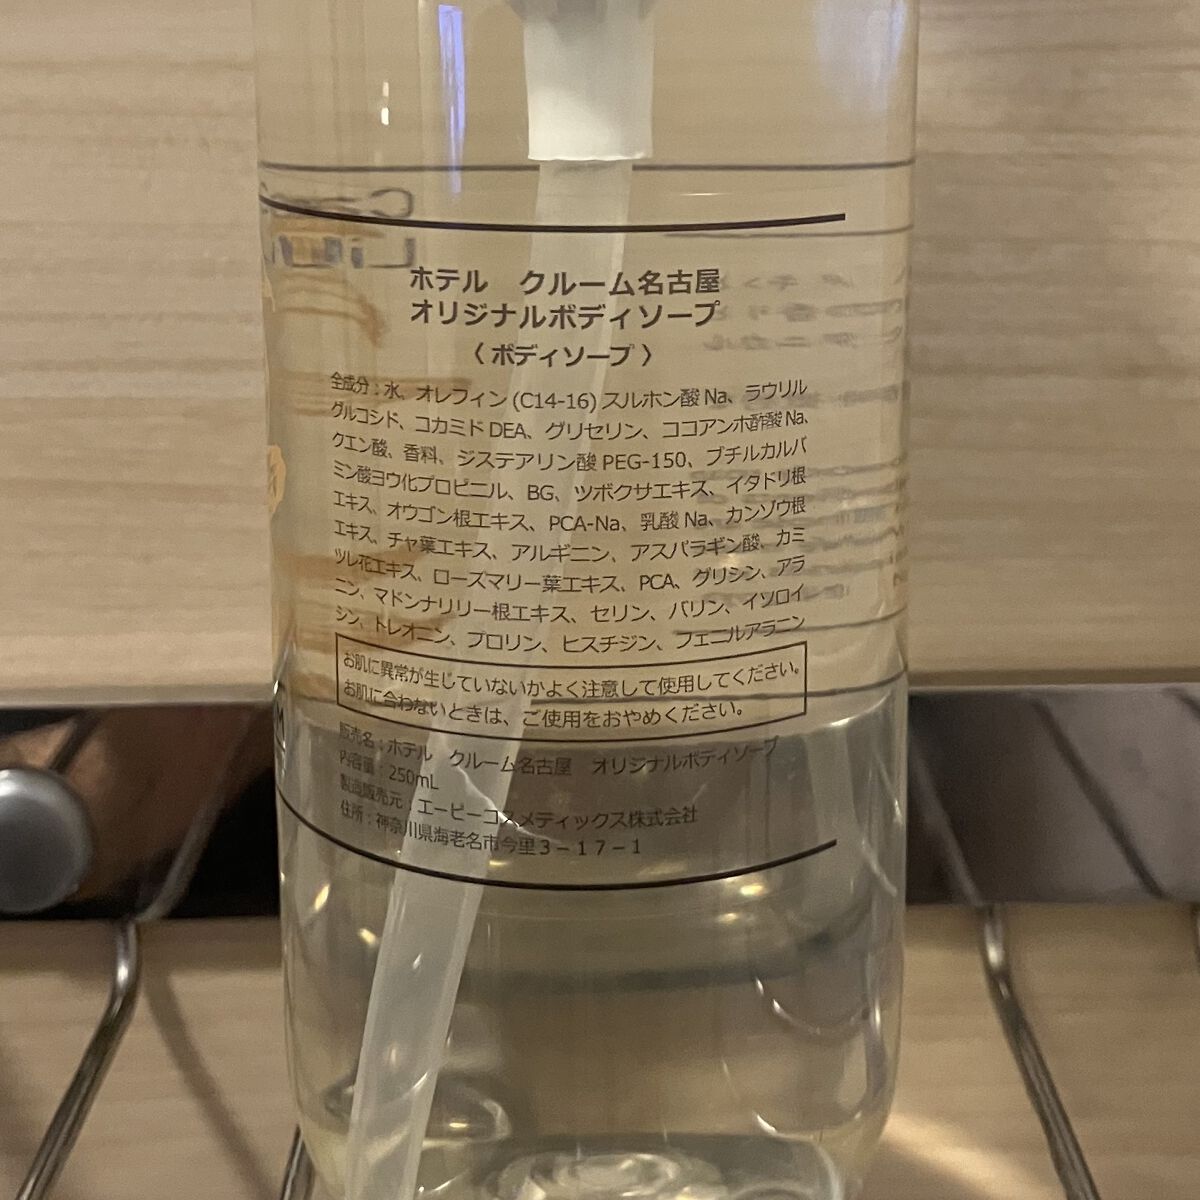 ホテル クルーム名古屋
オリジナルボディソープ
〈 ボディソープ 〉
全成分：水、オレフィン (C14-16) スルホン酸 Na、ラウリル
グルコシド、コカミド DEA、グリセリン、ココアンホ酢酸 Na、
クエン酸、香料、ジステアリン酸 PEG-150、ブチルカルバ
ミン酸ヨウ化プロピニル、BG、ツボクサエキス、イタドリ根
エキス、オウゴン根エキス、PCA-Na、乳酸 Na、カンゾウ根
エキス、チャ葉エキス、アルギニン、アスパラギン酸、カミ
ツレ花エキス、ローズマリー葉エキス、PCA、グリシン、アラ
ニン、マドンナリリー根エキス、セリン、バリン、イソロイ
シン、トレオニン、プロリン、ヒスチジン、フェニルアラニン
お肌に異常が生じていないかよく注意して使用してください。
お肌に合わないときは、ご使用をおやめください。
販売名：ホテル クルーム名古屋 オリジナルボディソープ
内容量：250mL
製造販売元：エーピーコスメティックス株式会社
住所：神奈川県海老名市今里３－１７－１